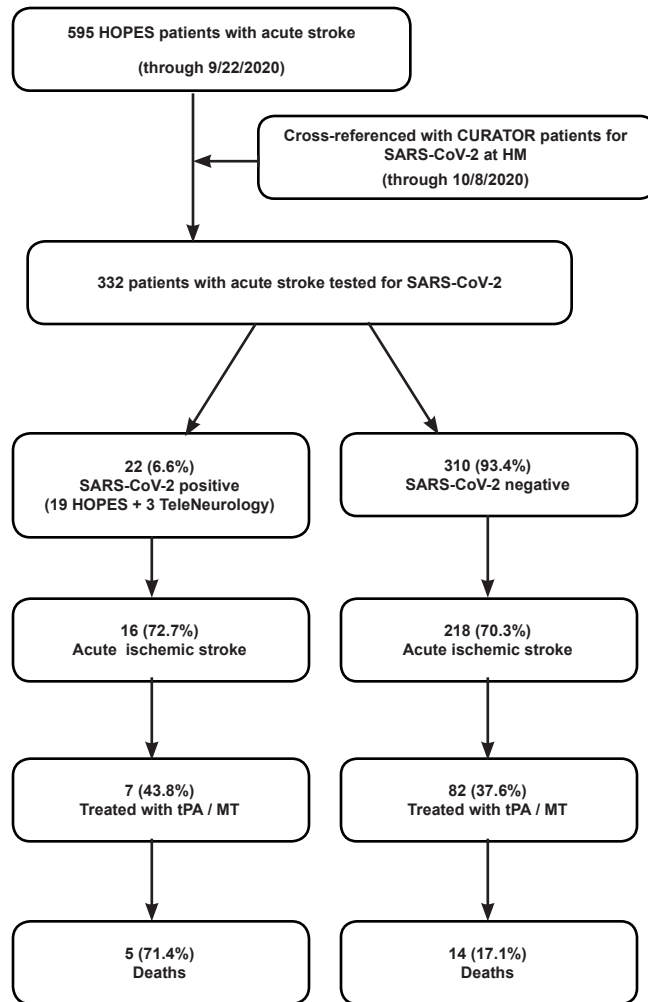 595 HOPES patients with acute stroke
(through 9/22/2020)
Cross-referenced with CURATOR patients for
SARS-CoV-2 at HM
(through 10/8/2020)
332 patients with acute stroke tested for SARS-CoV-2
22 (6.6%)
SARS-CoV-2 positive
(19 HOPES + 3 TeleNeurology)
310 (93.4%)
SARS-CoV-2 negative
16 (72.7%)
Acute ischemic stroke
218 (70.3%)
Acute ischemic stroke
7 (43.8%)
Treated with tPA / MT
82 (37.6%)
Treated with tPA / MT
5 (71.4%)
Deaths
14 (17.1%)
Deaths